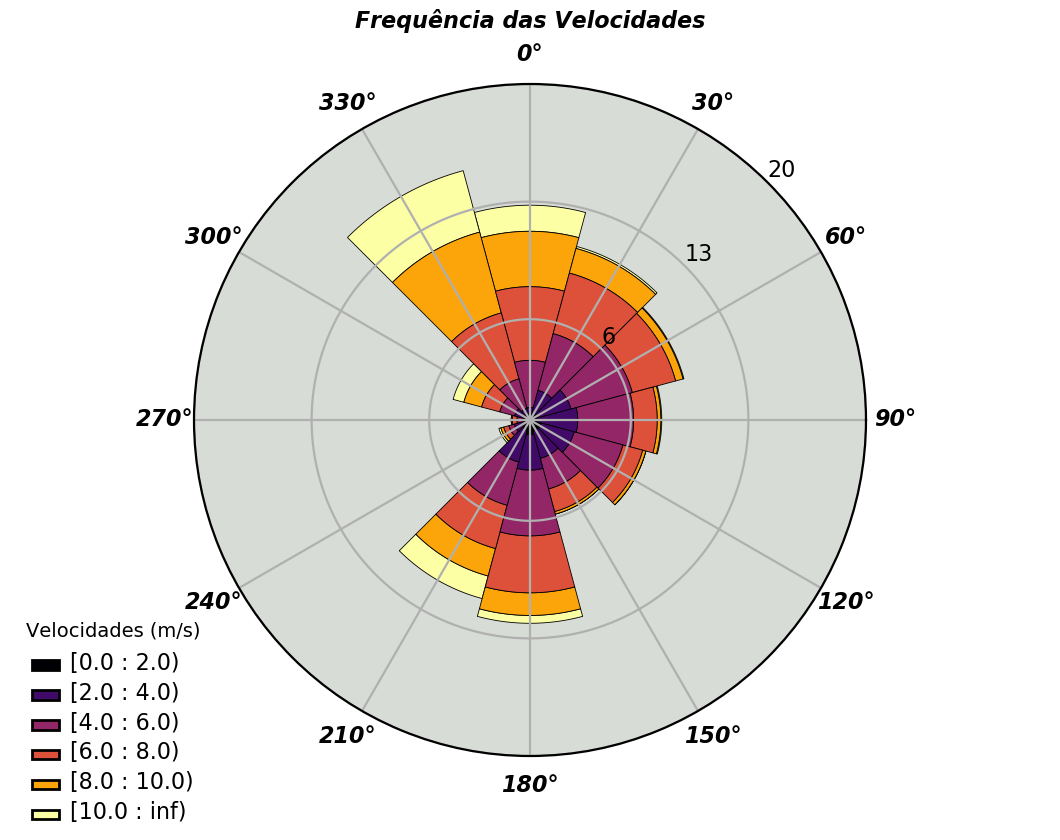 Frequência das Velocidades
0°
330°
30°
20
300°
60°
13
6
270°
90°
240°
120°
210°
150°
180°
Velocidades (m/s)
[0.0 : 2.0)
[2.0 : 4.0)
[4.0 : 6.0)
[6.0 : 8.0)
[8.0 : 10.0)
[10.0 : inf)